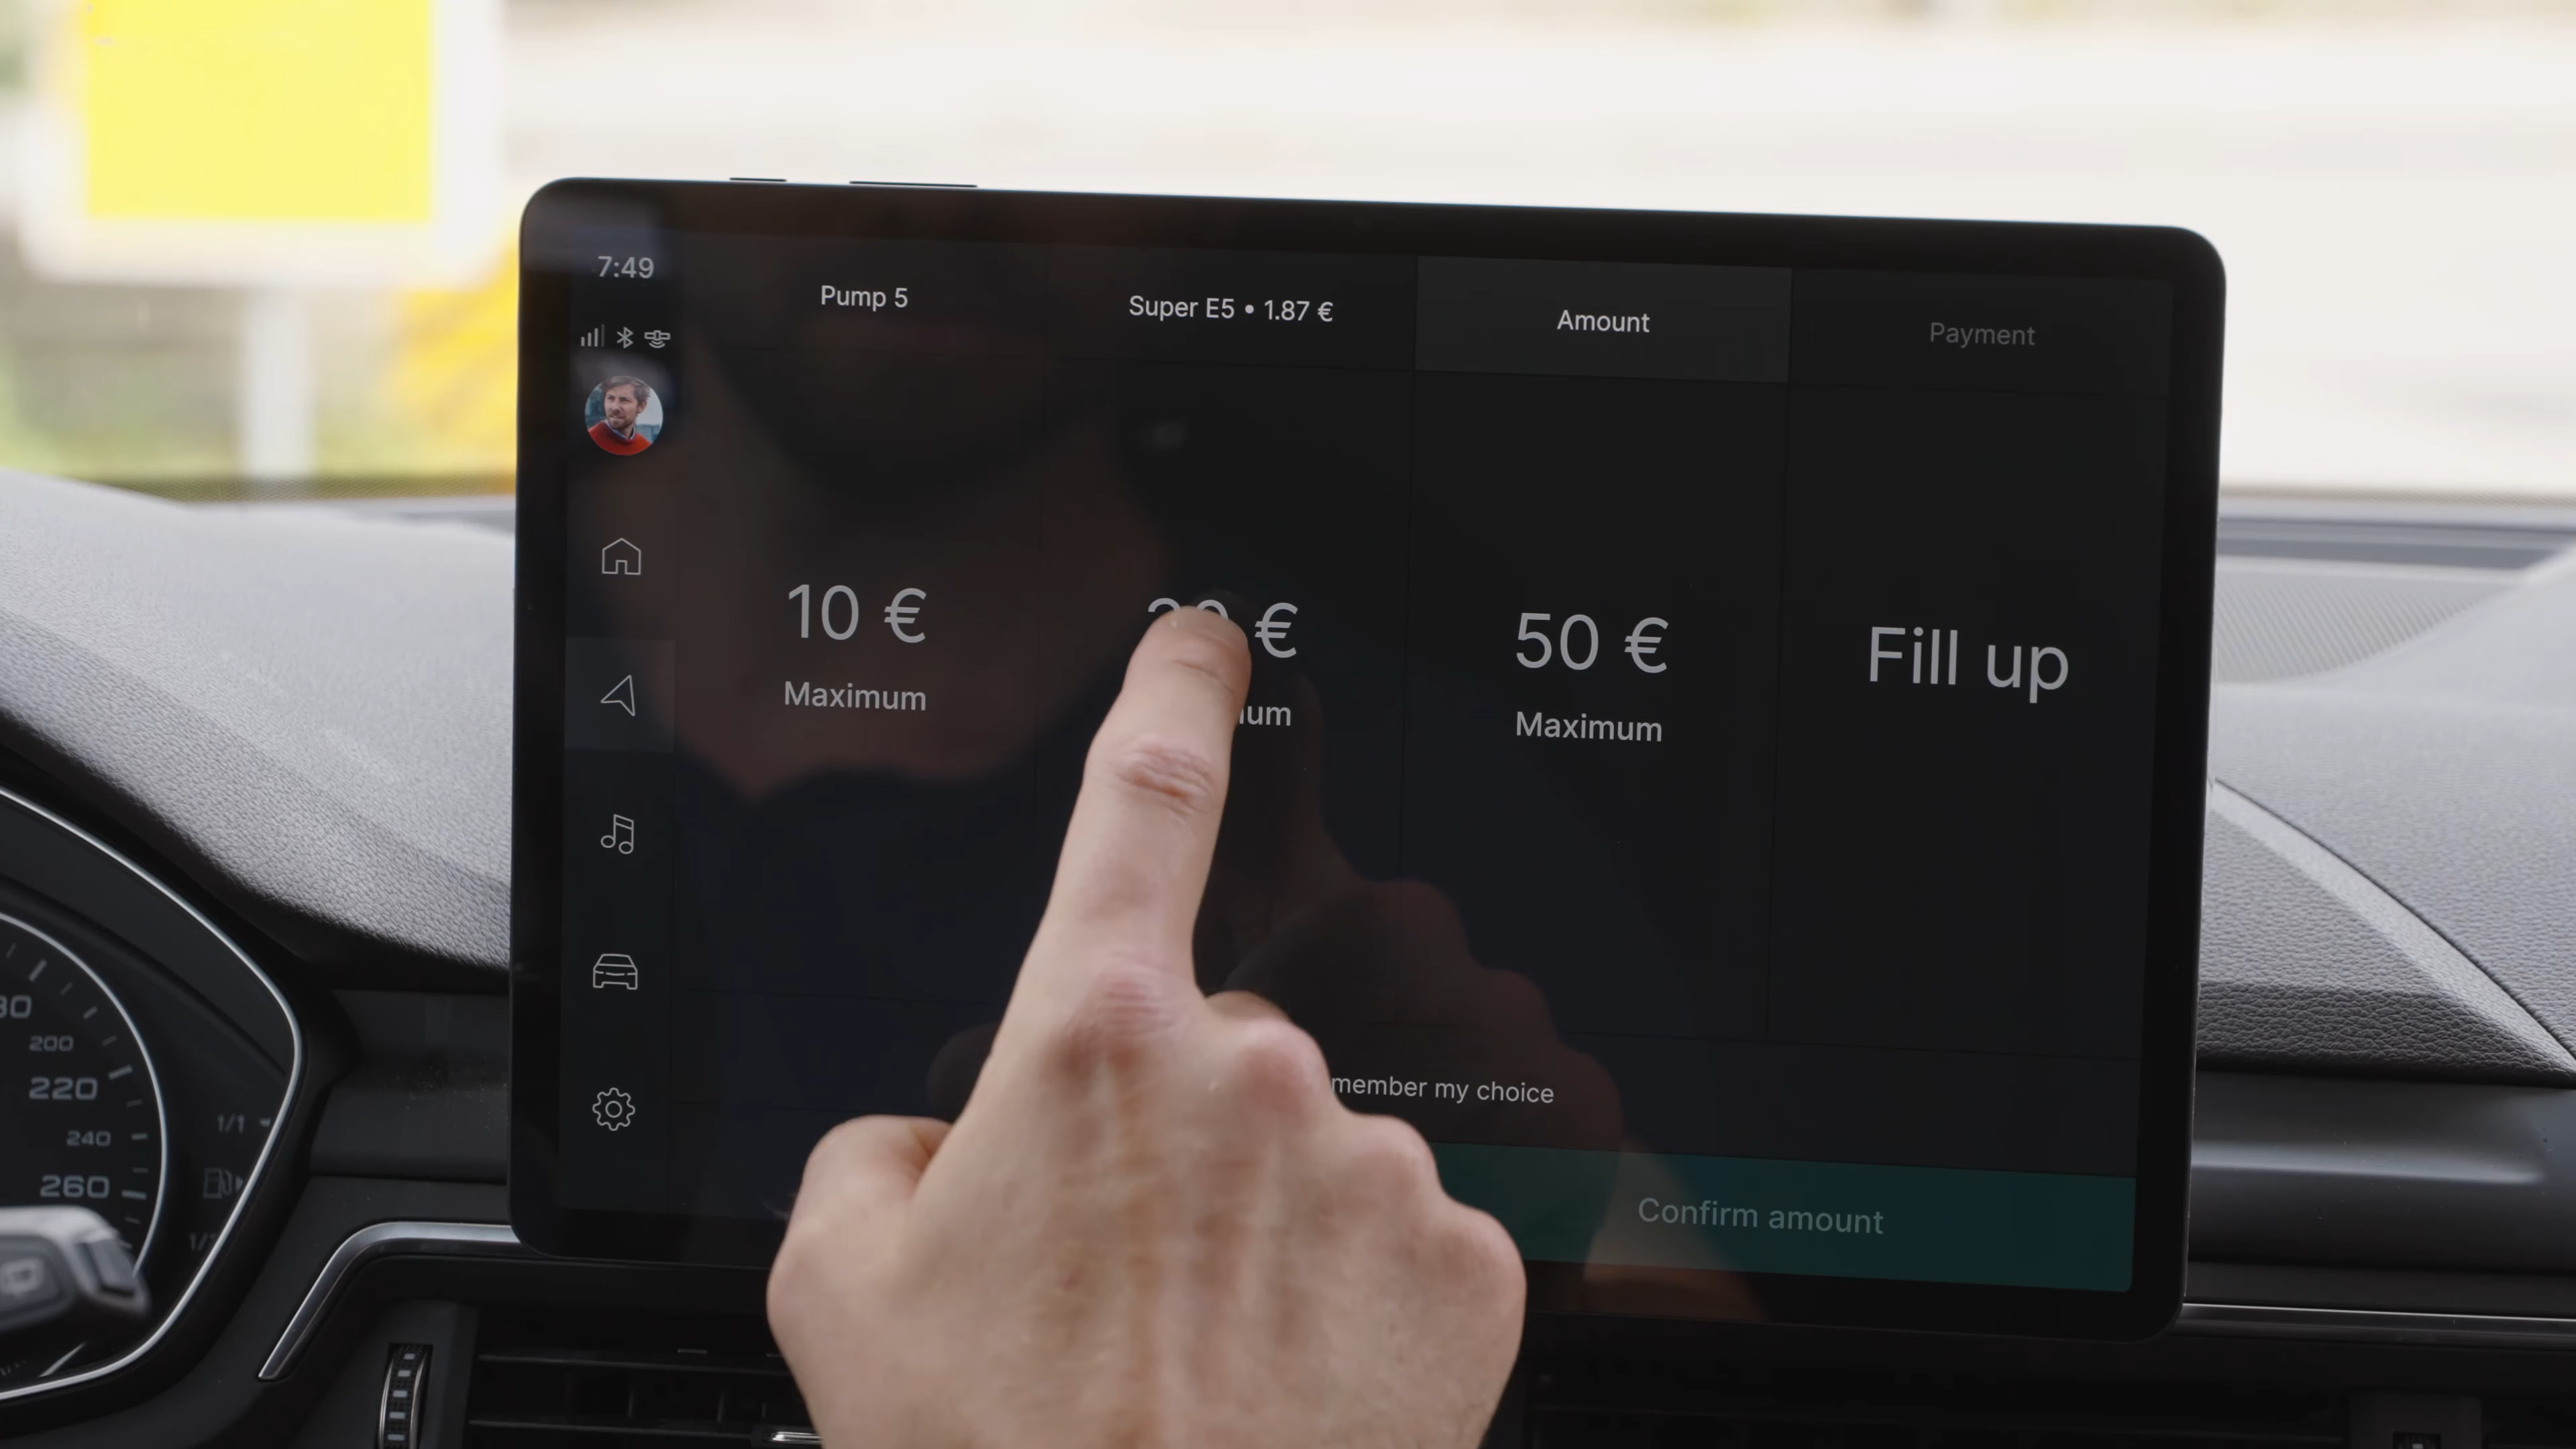 7:49
Pump 5
Super E5 • 1.87 €
Amount
Payment
10 €
€
50 €
Fill up
Maximum
Maximum
my choice
Confirm amount
200
220
240
260
1/1